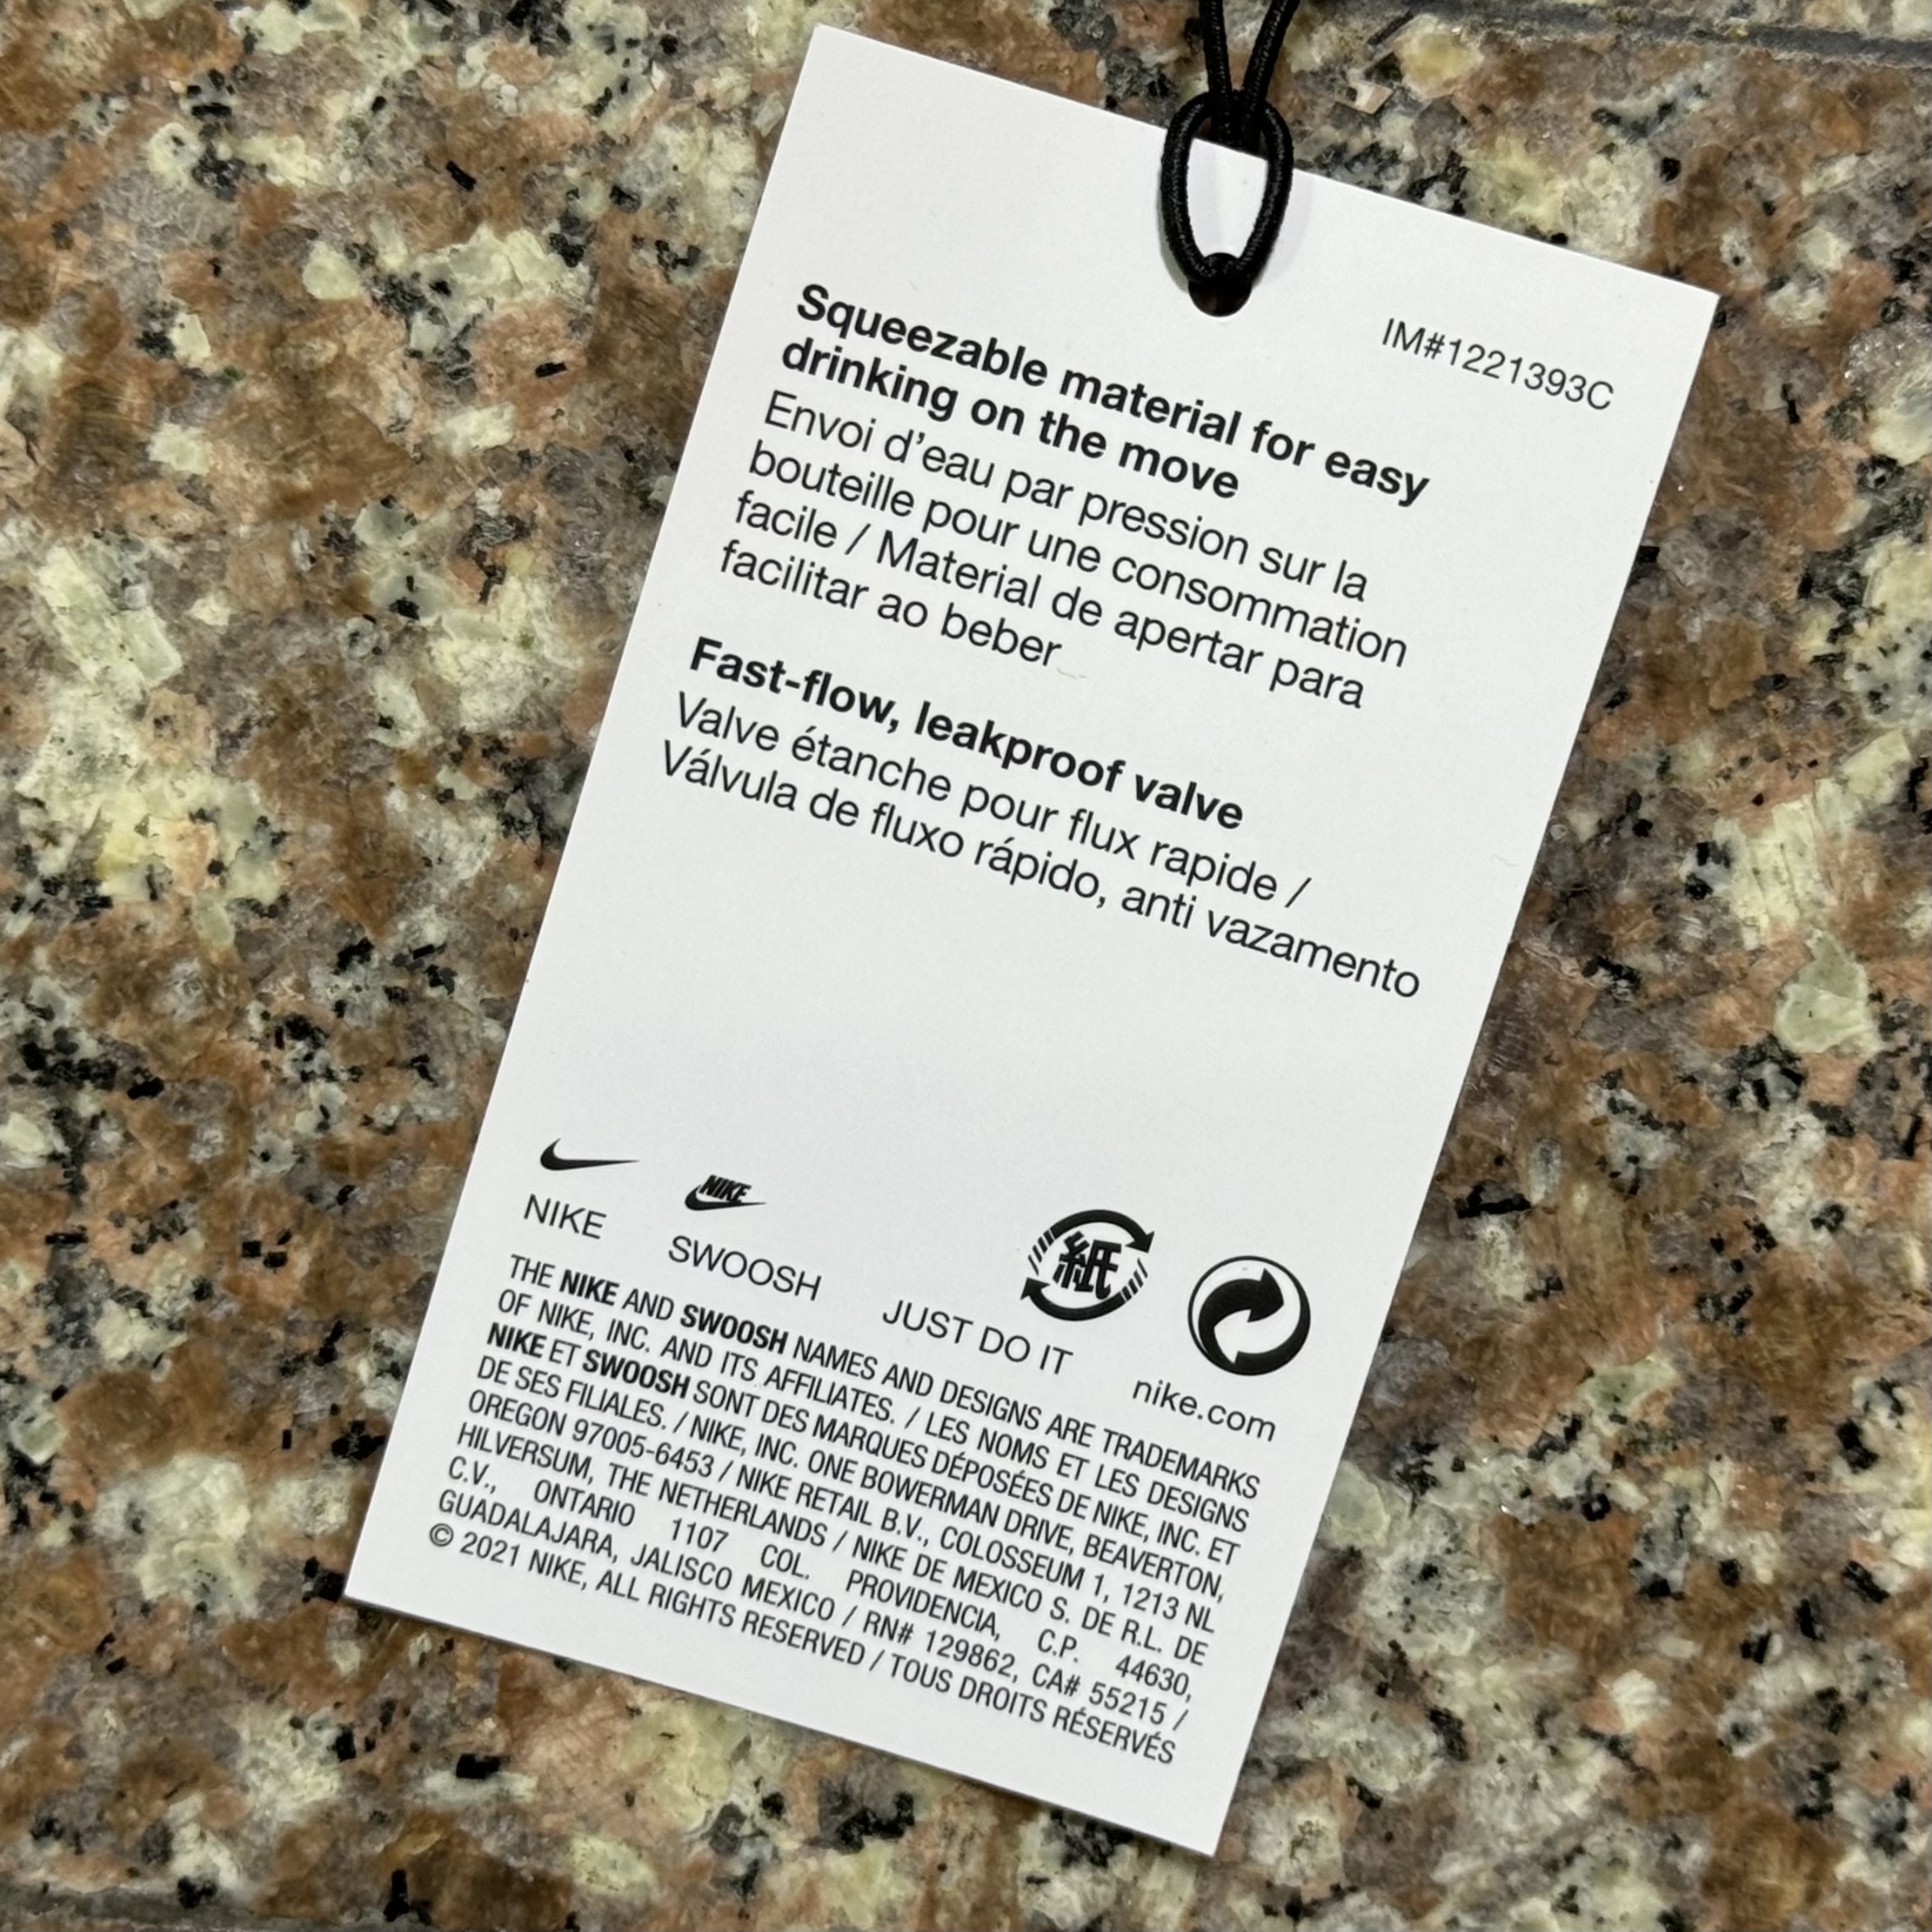 IM#1221393C
Squeezable material for easy
drinking on the move
Envoi d’eau par pression sur la
bouteille pour une consommation
facile / Material de apertar para
facilitar ao beber
Fast-flow, leakproof valve
Valve étanche pour flux rapide /
Válvula de fluxo rápido, anti vazamento
NIKE
NIKE
SWOOSH
JUST DO IT
紙
nike.com
THE NIKE AND SWOOSH NAMES AND DESIGNS ARE TRADEMARKS
OF NIKE, INC. AND ITS AFFILIATES. / LES NOMS ET LES DESIGNS
NIKE ET SWOOSH SONT DES MARQUES DÉPOSÉES DE NIKE, INC. ET
DE SES FILIALES. / NIKE, INC. ONE BOWERMAN DRIVE, BEAVERTON,
OREGON 97005-6453 / NIKE RETAIL B.V., COLOSSEUM 1, 1213 NL
HILVERSUM, THE NETHERLANDS / NIKE DE MEXICO S. DE R.L. DE
C.V., ONTARIO 1107 COL. PROVIDENCIA, C.P. 44630,
GUADALAJARA, JALISCO MEXICO / RN# 129862, CA# 55215 /
© 2021 NIKE, ALL RIGHTS RESERVED / TOUS DROITS RÉSERVÉS